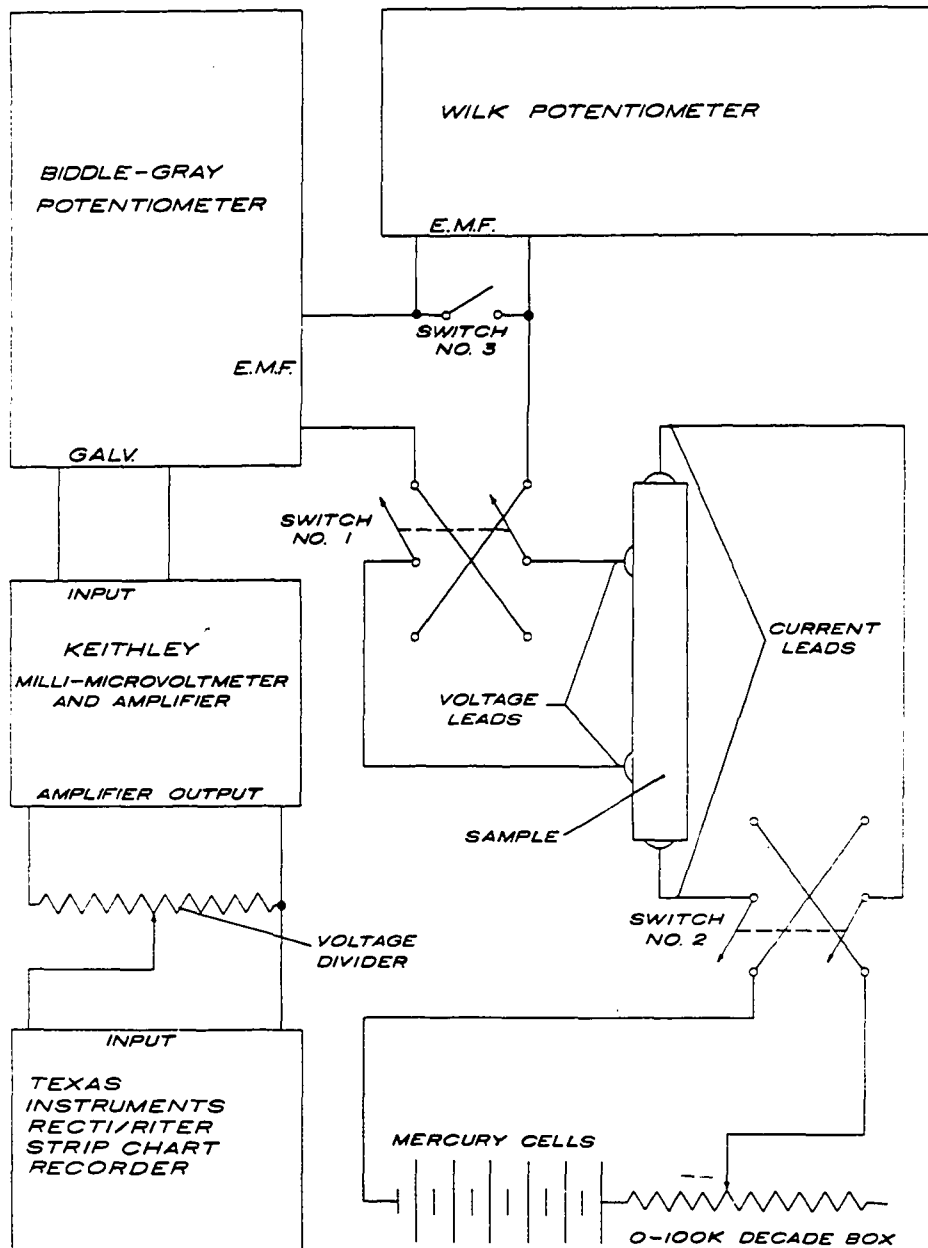 BIDDLE-GRAY
POTENTIOMETER
WILK POTENTIOMETER
E.M.F.
SWITCH
NO. 3
E.M.F.
GALV.
SWITCH
NO. 1
INPUT
KEITHLEY
MILLI-MICROVOLTMETER
AND AMPLIFIER
AMPLIFIER OUTPUT
VOLTAGE
LEADS
CURRENT
LEADS
SAMPLE
SWITCH
NO. 2
VOLTAGE
DIVIDER
INPUT
TEXAS
INSTRUMENTS
RECTI/RITER
STRIP CHART
RECORDER
MERCURY CELLS
0-100K DECADE BOX